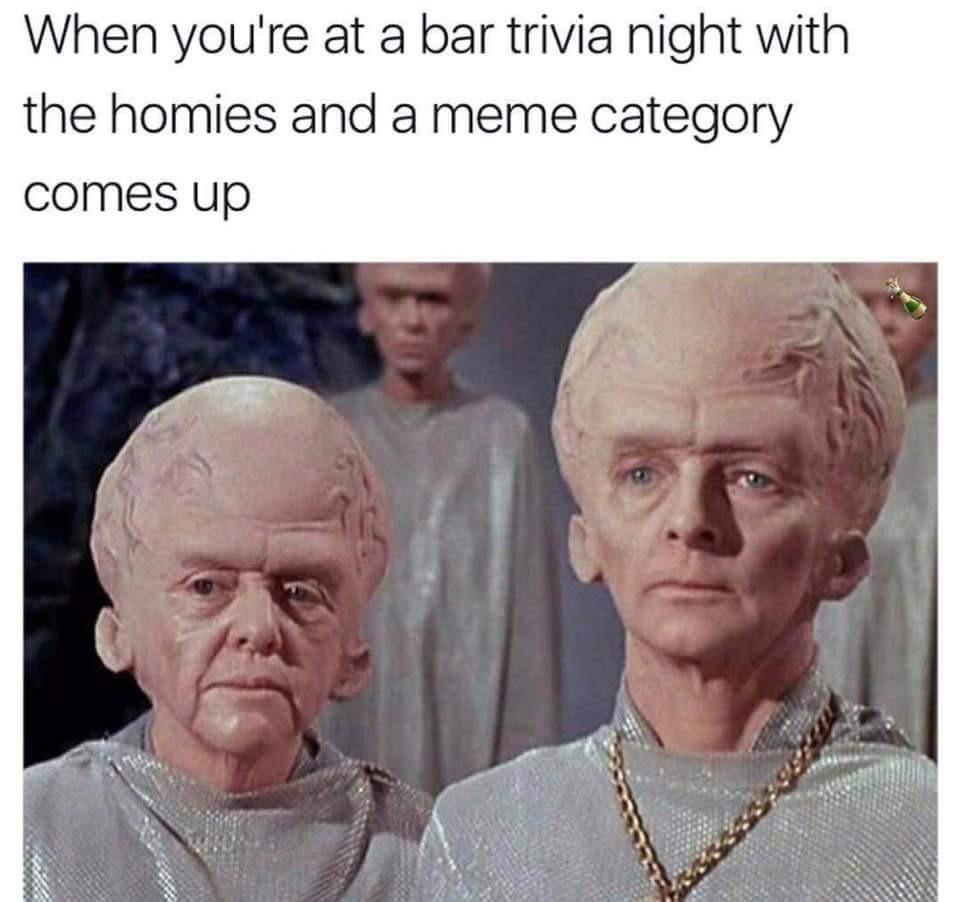 When you're at a bar trivia night with
the homies and a meme category
comes up